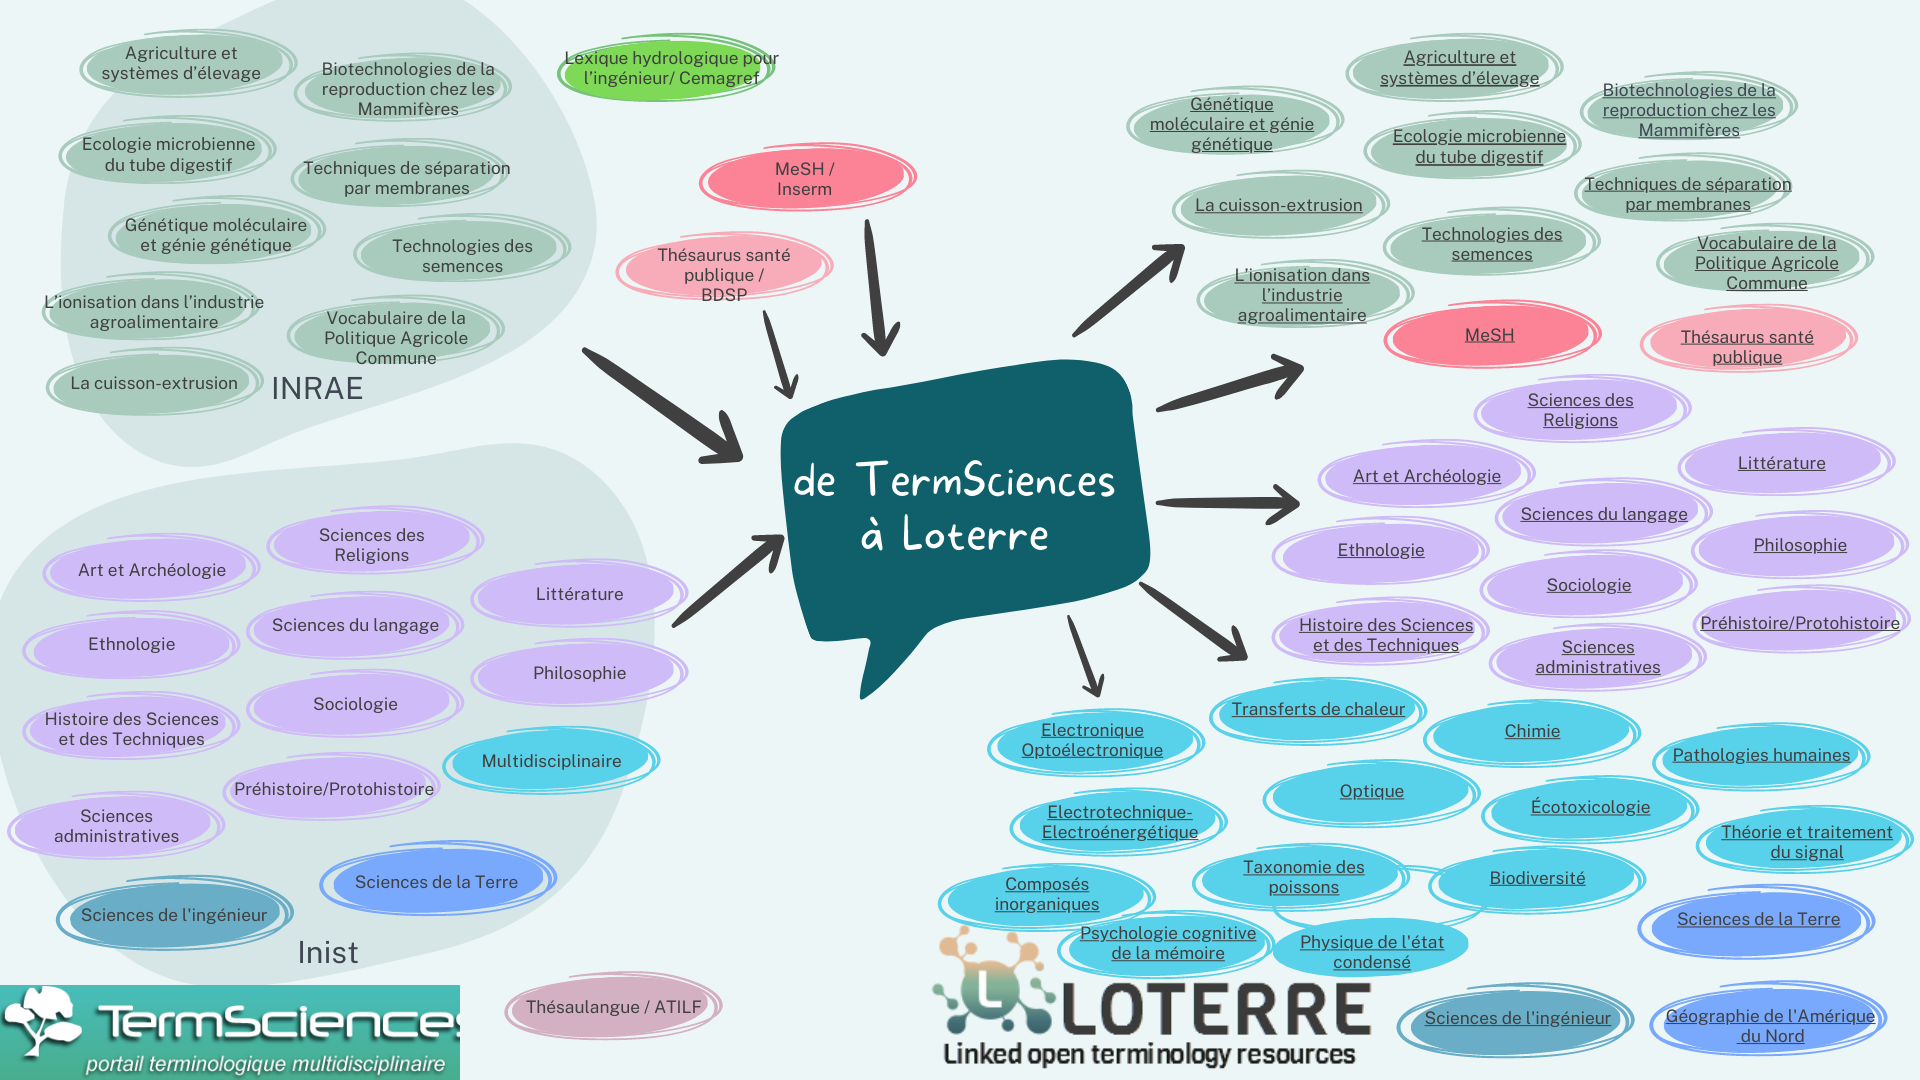 Agriculture et
systèmes d'élevage
Biotechnologies de la
reproduction chez les
Mammifères
Ecologie microbienne
du tube digestif
Techniques de séparation
par membranes
Génétique moléculaire
et génie génétique
Technologies des
semences
L'ionisation dans l'industrie
agroalimentaire
Vocabulaire de la
Politique Agricole
Commune
La cuisson-extrusion
INRAE
Lexique hydrologique pour
l'ingénieur/ Cemagref
MeSH /
Inserm
Thésaurus santé
publique /
BDSP
de TermSciences
à Loterre
Sciences des
Religions
Art et Archéologie
Littérature
Sciences du langage
Ethnologie
Philosophie
Sociologie
Histoire des Sciences
et des Techniques
Multidisciplinaire
Préhistoire/Protohistoire
Sciences
administratives
Sciences de la Terre
Sciences de l'ingénieur
Inist
TermSciences
portail terminologique multidisciplinaire
Thésaulangue / ATILF
Agriculture et
systèmes d'élevage
Biotechnologies de la
reproduction chez les
Mammifères
Génétique
moléculaire et génie
génétique
Ecologie microbienne
du tube digestif
Techniques de séparation
par membranes
La cuisson-extrusion
Technologies des
semences
Vocabulaire de la
Politique Agricole
Commune
L'ionisation dans
l'industrie
agroalimentaire
MeSH
Thésaurus santé
publique
Sciences des
Religions
Littérature
Art et Archéologie
Sciences du langage
Philosophie
Ethnologie
Sociologie
Préhistoire/Protohistoire
Histoire des Sciences
et des Techniques
Sciences
administratives
Transferts de chaleur
Electronique
Optoélectronique
Chimie
Pathologies humaines
Optique
Écotoxicologie
Electrotechnique-
Electroénergétique
Théorie et traitement
du signal
Taxonomie des
poissons
Biodiversité
Composés
inorganiques
Sciences de la Terre
Psychologie cognitive
de la mémoire
Physique de l'état
condensé
L
LOTERRE
Linked open terminology resources
Sciences de l'ingénieur
Géographie de l'Amérique
du Nord